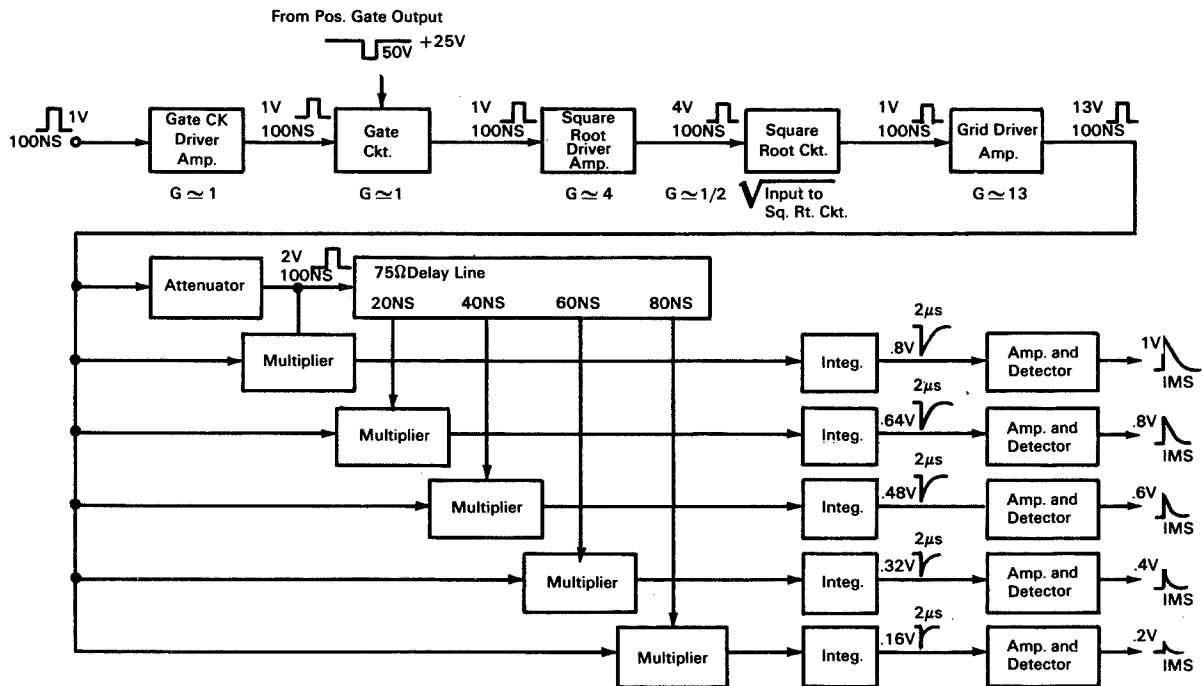 From Pos. Gate Output
50V +25V
1V
100NS
Gate CK
Driver
Amp.
G ≃ 1
1V
100NS
Gate
Ckt.
G ≃ 1
1V
100NS
Square
Root
Driver
Amp.
G ≃ 4
4V
100NS
Square
Root Ckt.
G ≃ 1/2
√Input to
Sq. Rt. Ckt.
1V
100NS
Grid Driver
Amp.
G ≃ 13
13V
100NS
Attenuator
2V
100NS
75Ω Delay Line
20NS 40NS 60NS 80NS
Multiplier
Integ.
.8V
2μs
Amp. and
Detector
1V
IMS
Multiplier
Integ.
.64V
2μs
Amp. and
Detector
.8V
IMS
Multiplier
Integ.
.48V
2μs
Amp. and
Detector
.6V
IMS
Multiplier
Integ.
.32V
2μs
Amp. and
Detector
.4V
IMS
Multiplier
Integ.
.16V
2μs
Amp. and
Detector
.2V
IMS